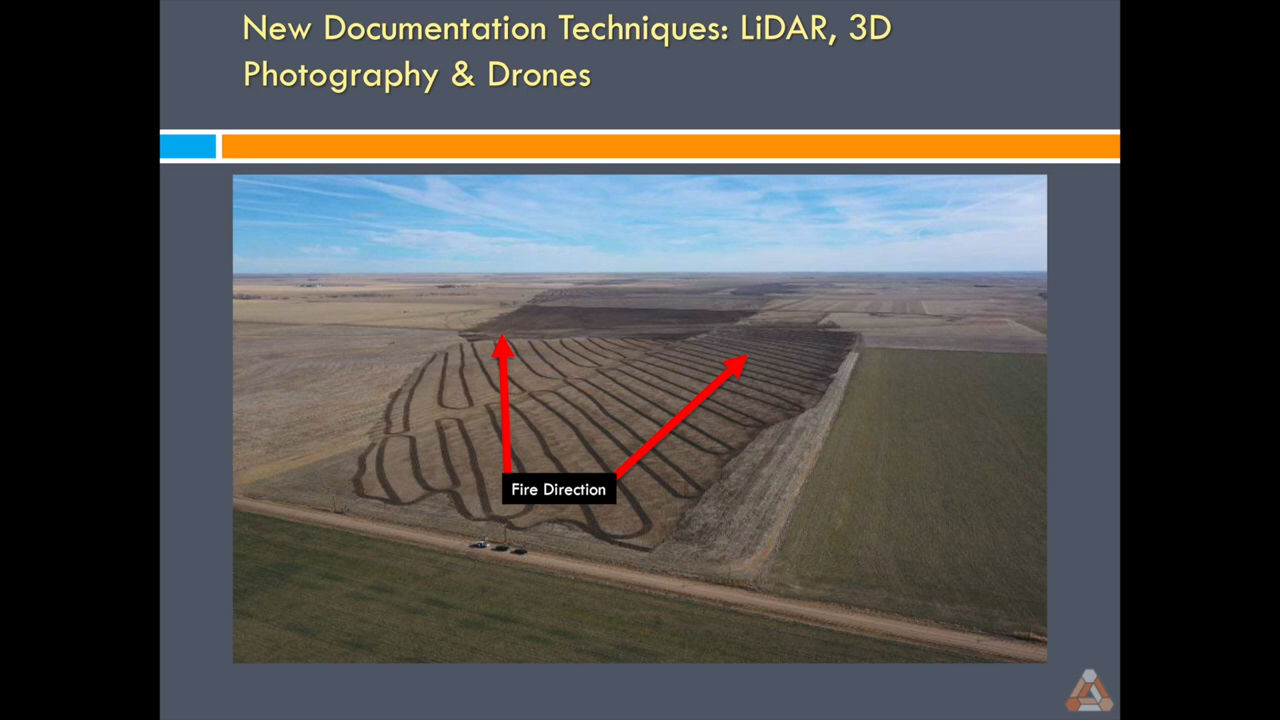 New Documentation Techniques: LiDAR, 3D
Photography & Drones
Fire Direction